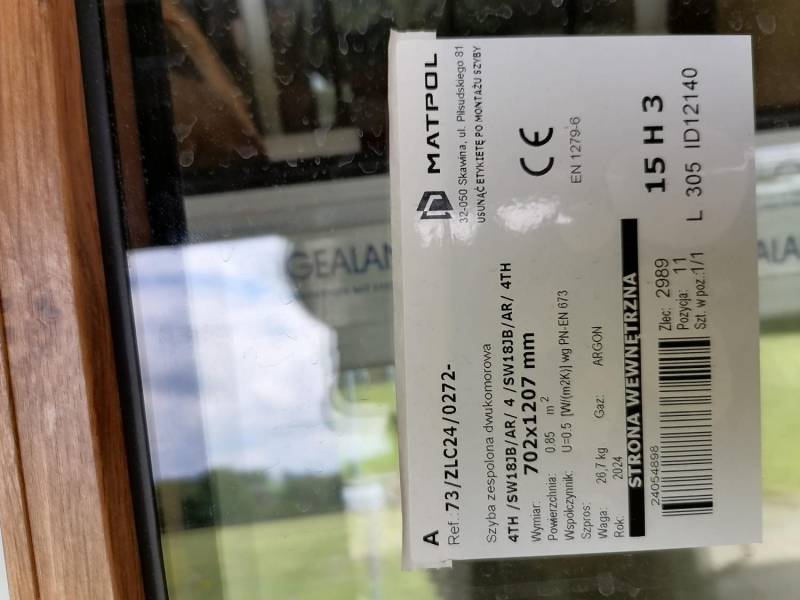 A
Ref.:73/ZLC24/0272-
MATPOL
32-050 Skawina, ul. Piłsudskiego 81
USUNĄĆ ETYKIETĘ PO MONTAŻU SZYBY
Szyba zespolona dwukomorowa
4TH /SW18JB/AR/ 4 /SW18JB/AR/ 4TH
Wymiar: 702x1207 mm
Powierzchnia: 0.85 m2
Współczynnik: U=0.5 [W/(m2K)] wg PN-EN 673
Szpros:
Waga: 26,7 kg Gaz: ARGON
Rok: 2024
CE
EN 1279-6
STRONA WEWNĘTRZNA
15 H 3
24054898
Zlec: 2989
Pozycja: 11
Szt. w poz.:1/1
L 305 ID12140
GEALAN
EALA